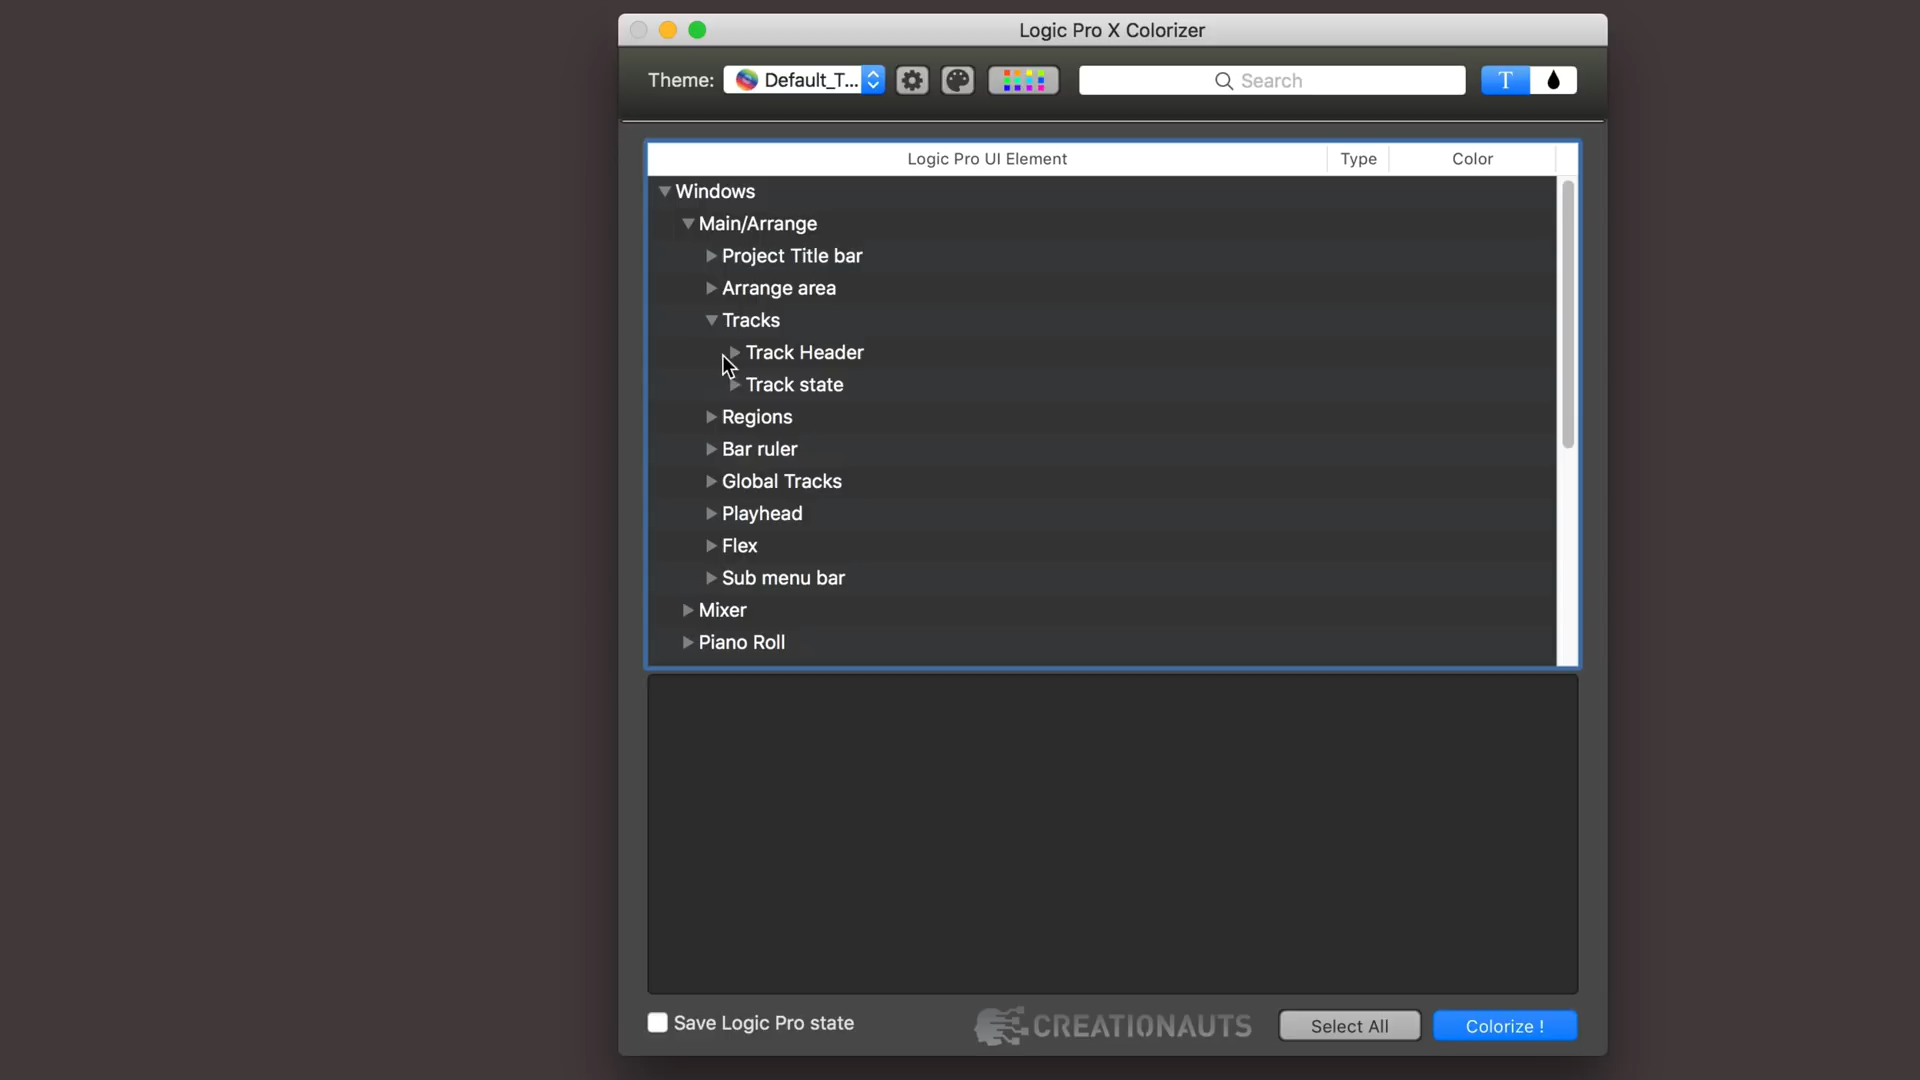 Logic Pro X Colorizer
Theme: Default_T... Search T
Logic Pro UI Element Type Color
Windows
Main/Arrange
Project Title bar
Arrange area
Tracks
Track Header
Track state
Regions
Bar ruler
Global Tracks
Playhead
Flex
Sub menu bar
Mixer
Piano Roll
Save Logic Pro state CREATIONAUTS Select All Colorize !